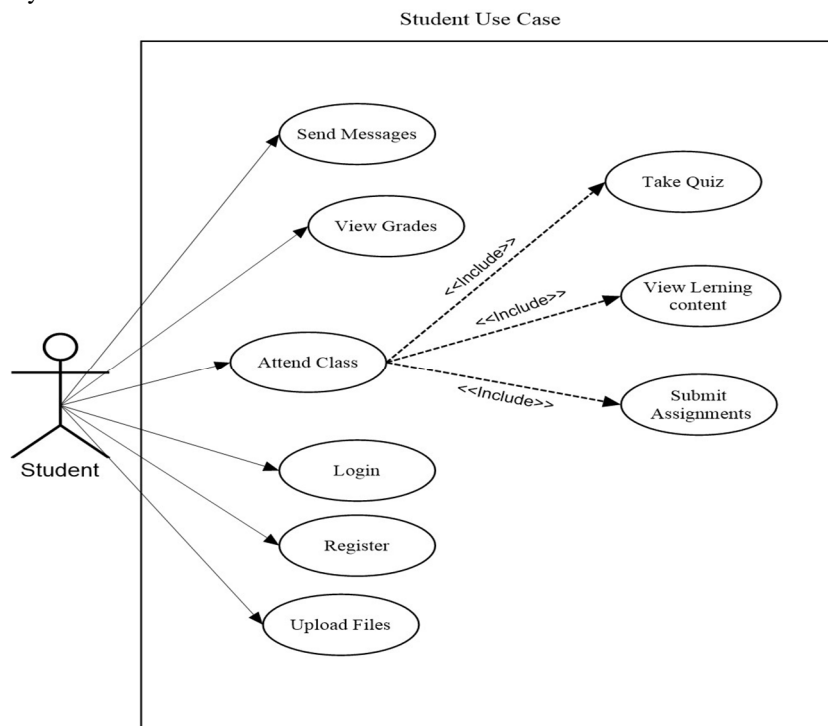 Student Use Case
Send Messages
Take Quiz
View Grades
<<Include>>
View Lerning
content
<<Include>>
Attend Class
Submit
Assignments
<<Include>>
Login
Student
Register
Upload Files